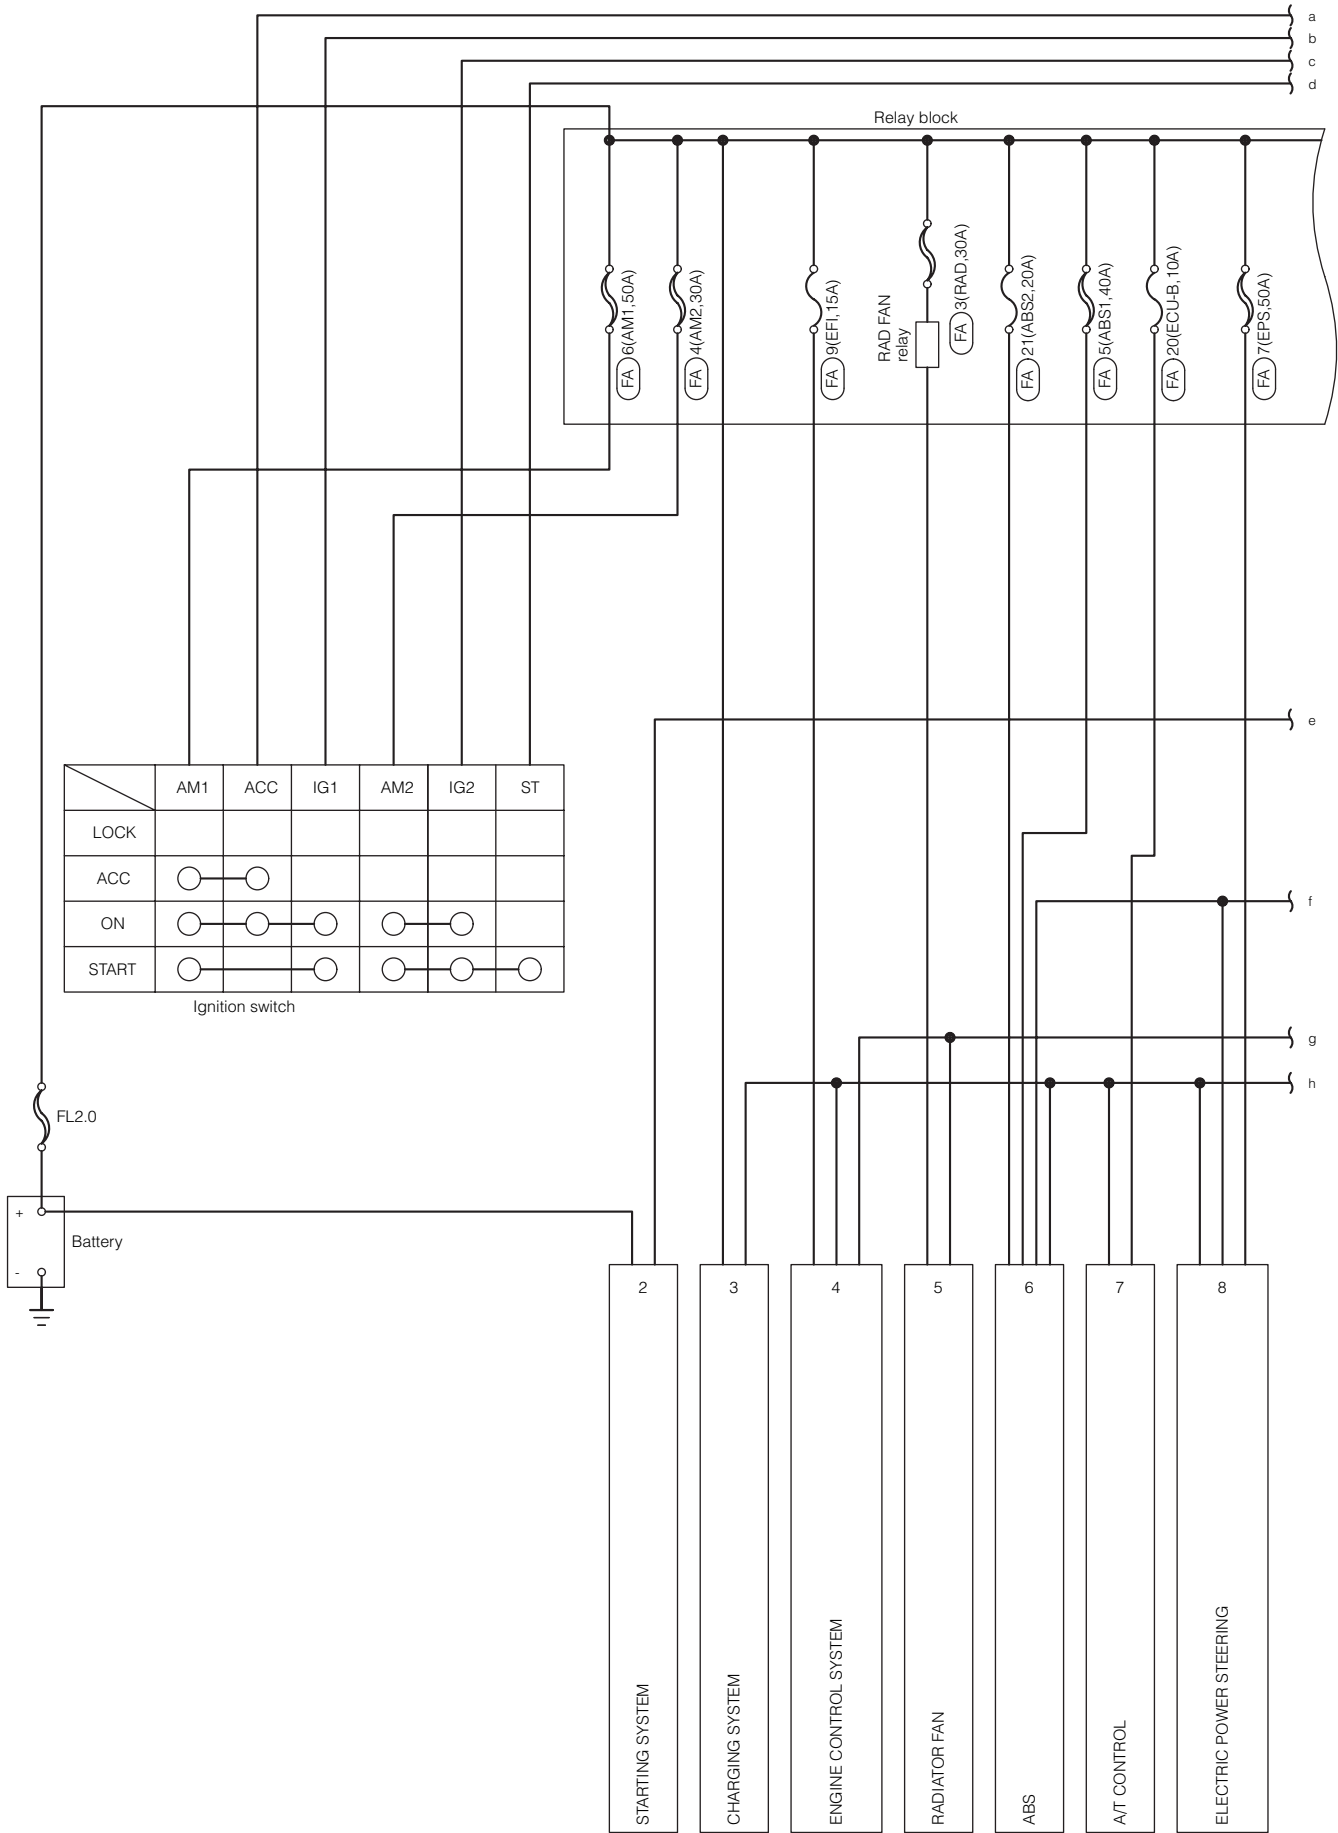 a
b
c
d
Relay block
FA 6(AM1,50A)
FA 4(AM2,30A)
FA 9(EFI,15A)
RAD FAN
relay
FA 3(RAD,30A)
FA 21(ABS2,20A)
FA 5(ABS1,40A)
FA 20(ECU-B,10A)
FA 7(EPS,50A)
e
AM1 ACC IG1 AM2 IG2 ST
LOCK
ACC
ON
START
Ignition switch
f
g
h
FL2.0
+
Battery
-
2 3 4 5 6 7 8
STARTING SYSTEM
CHARGING SYSTEM
ENGINE CONTROL SYSTEM
RADIATOR FAN
ABS
A/T CONTROL
ELECTRIC POWER STEERING